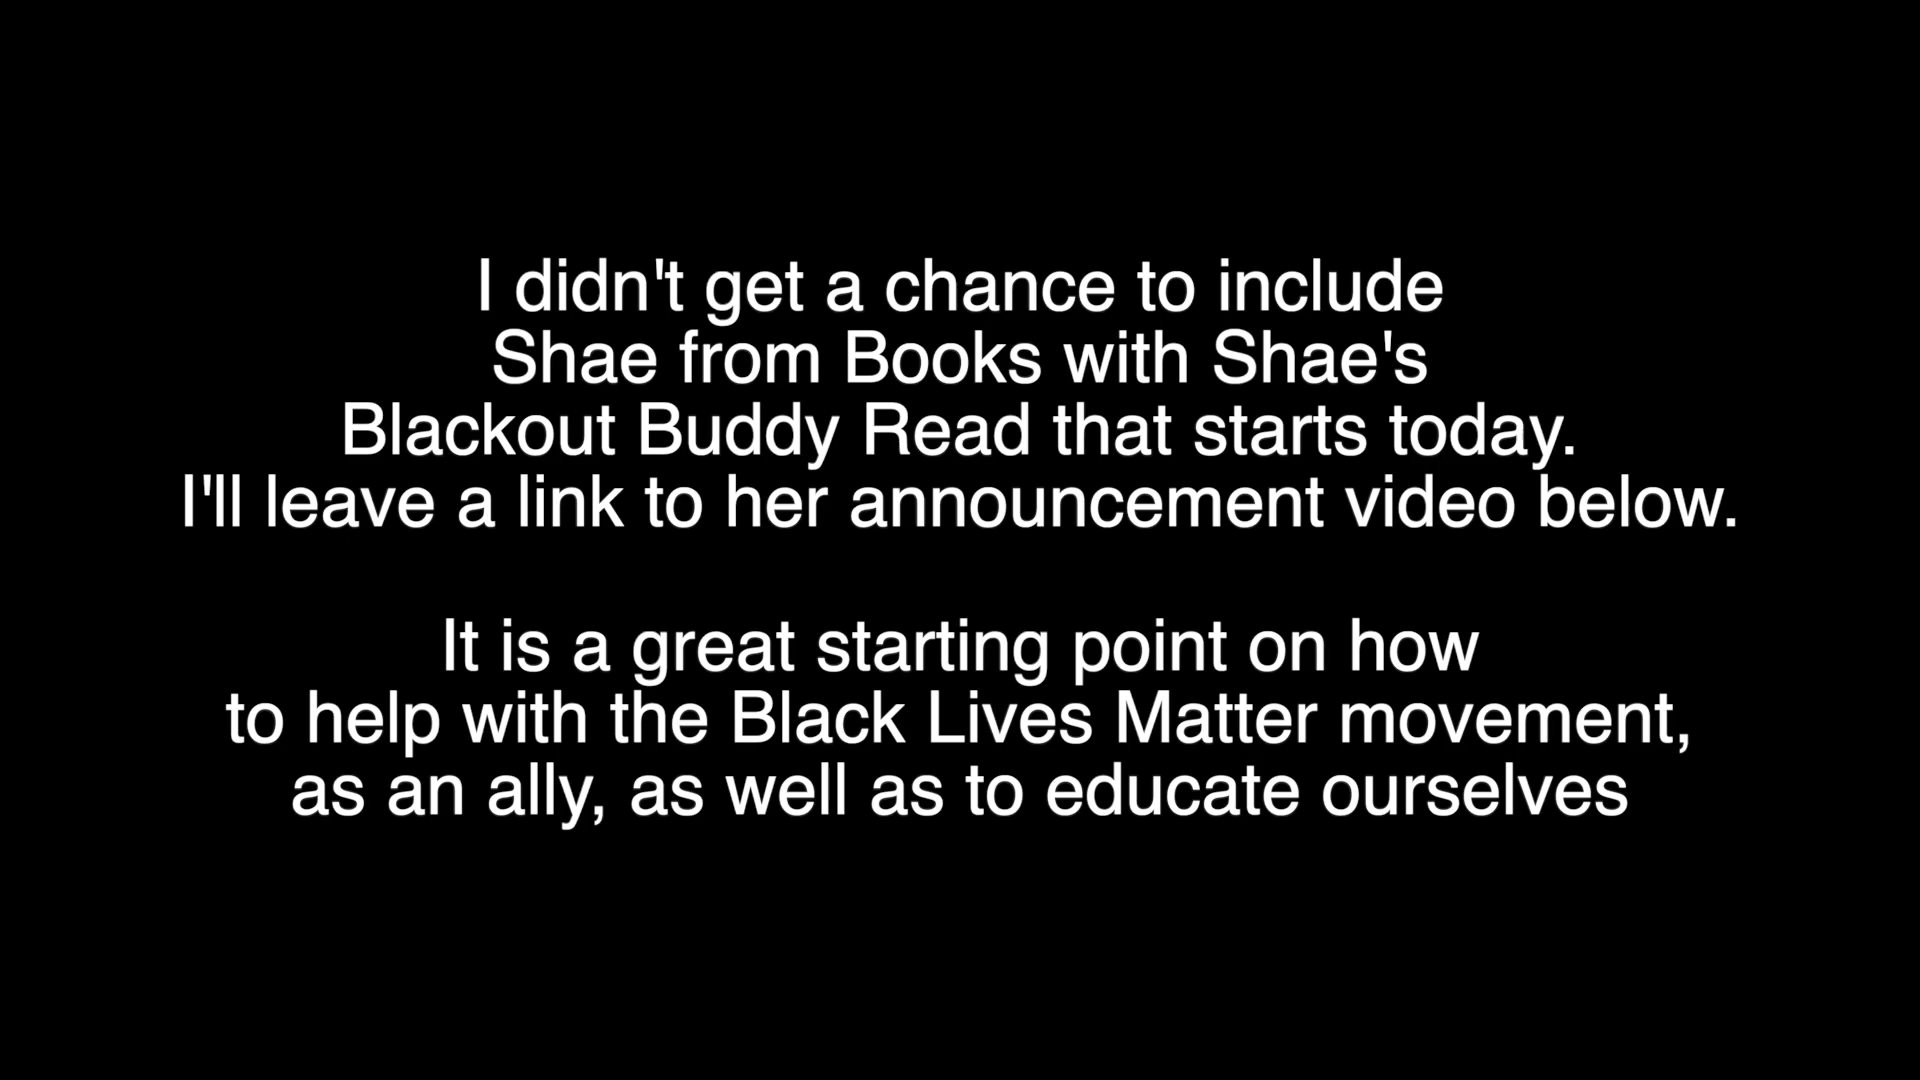 I didn't get a chance to include
Shae from Books with Shae's
Blackout Buddy Read that starts today.
I'll leave a link to her announcement video below.
It is a great starting point on how
to help with the Black Lives Matter movement,
as an ally, as well as to educate ourselves